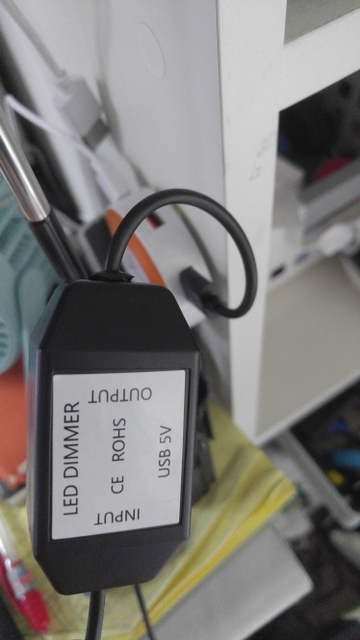 LED DIMMER
CE ROHS
USB 5V
INPUT
OUTPUT